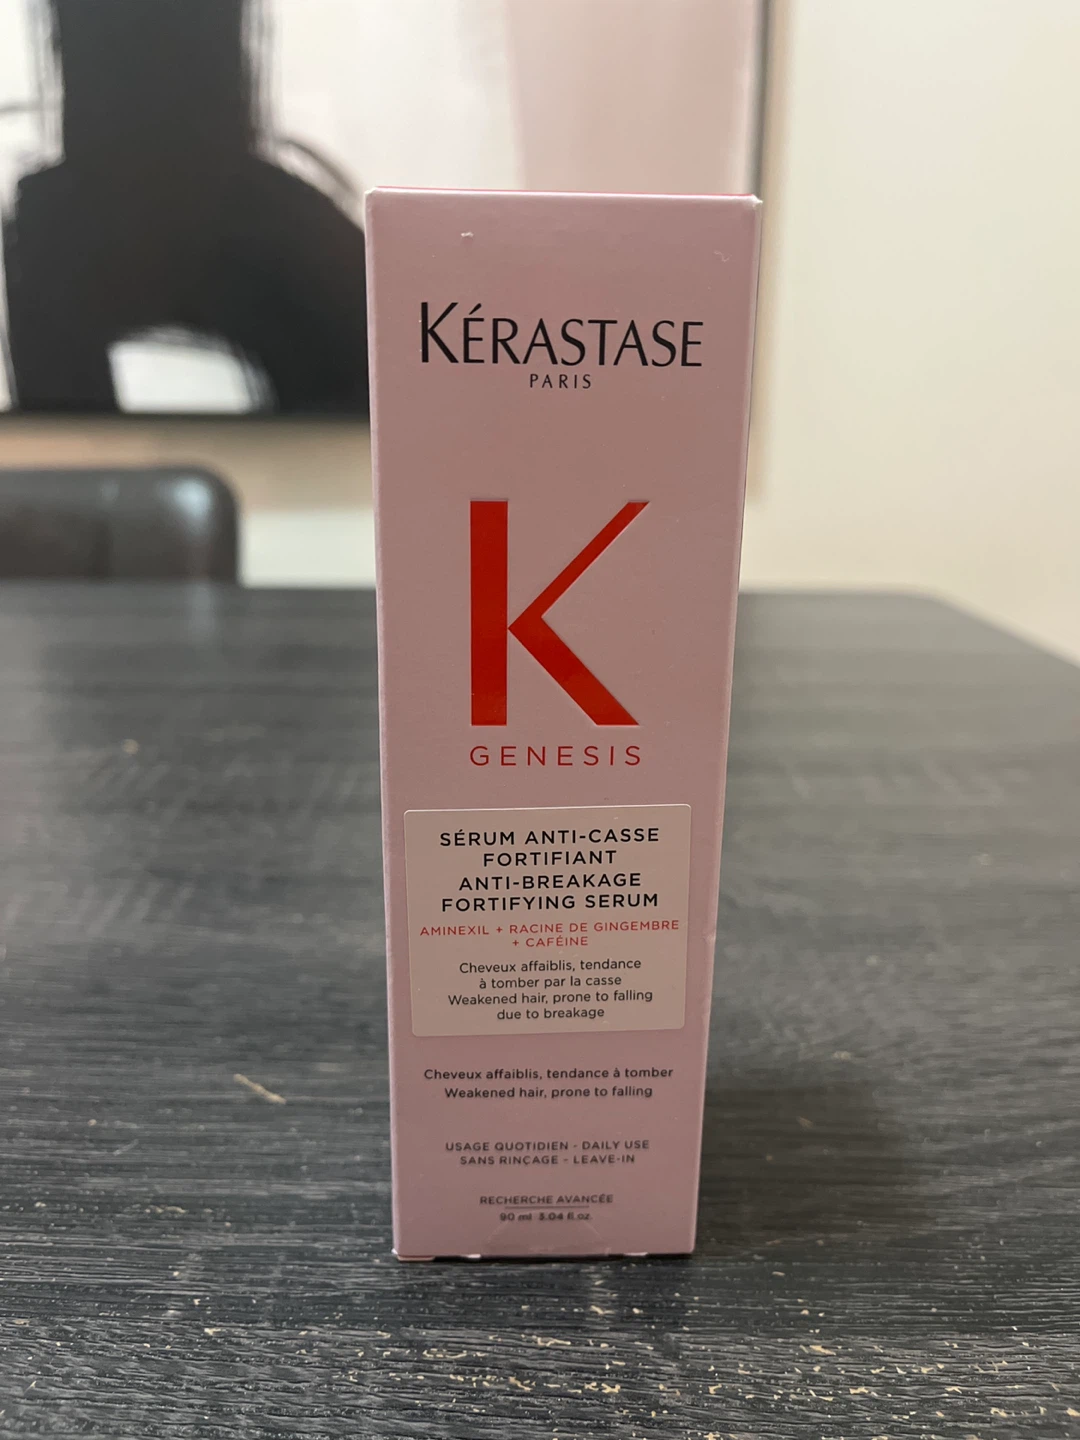 KÉRASTASE
PARIS
K
GENESIS
SÉRUM ANTI-CASSE
FORTIFIANT
ANTI-BREAKAGE
FORTIFYING SERUM
AMINEXIL + RACINE DE GINGEMBRE
+ CAFÉINE
Cheveux affaiblis, tendance
à tomber par la casse
Weakened hair, prone to falling
due to breakage
Cheveux affaiblis, tendance à tomber
Weakened hair, prone to falling
USAGE QUOTIDIEN - DAILY USE
SANS RINÇAGE - LEAVE-IN
RECHERCHE AVANCÉE
90 ml 3.04 fl.oz.